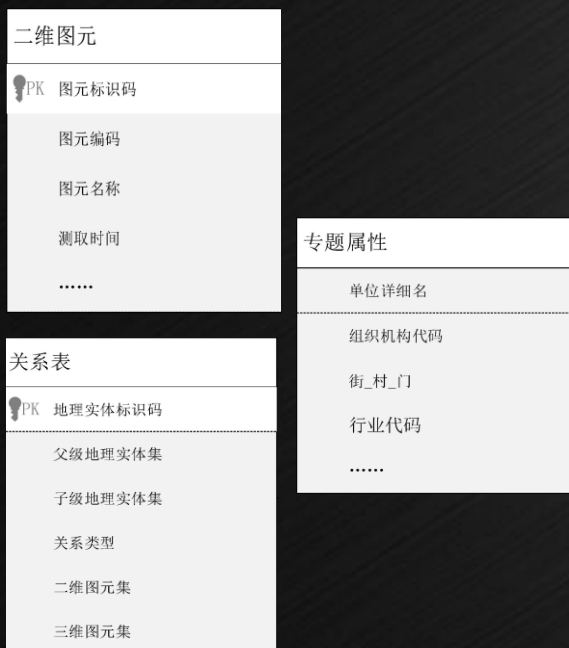 二维图元
PK 图元标识码
图元编码
图元名称
测取时间
……
关系表
PK 地理实体标识码
父级地理实体集
子级地理实体集
关系类型
二维图元集
三维图元集
专题属性
单位详细名
组织机构代码
街_村_门
行业代码
……